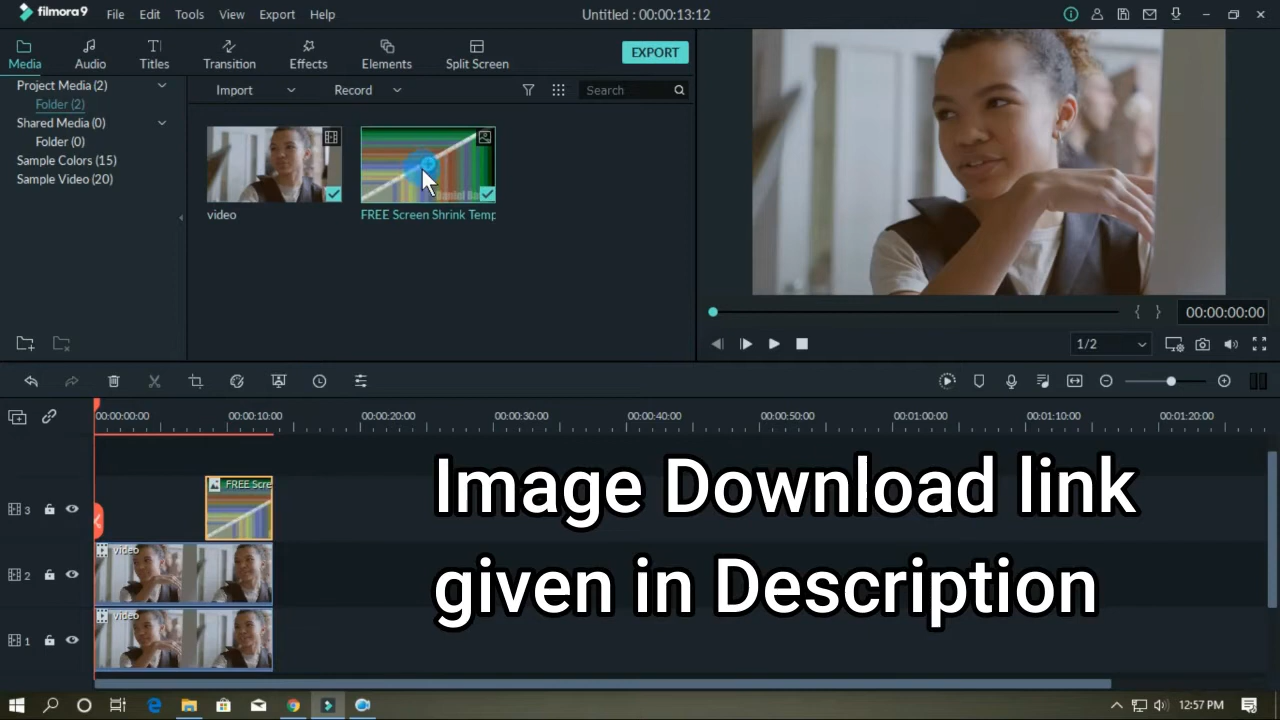 filmora9 File Edit Tools View Export Help Untitled : 00:00:13:12
Media Audio Titles Transition Effects Elements Split Screen EXPORT
Project Media (2)
Folder (2)
Shared Media (0)
Folder (0)
Sample Colors (15)
Sample Video (20)
Import Record Search
video FREE Screen Shrink Temp
{ } 00:00:00:00
1/2
00:00:00:00 00:00:10:00 00:00:20:00 00:00:30:00 00:00:40:00 00:00:50:00 00:01:00:00 00:01:10:00 00:01:20:00
3 FREE Scre
2 video
1 video
Image Download link
given in Description
12:57 PM